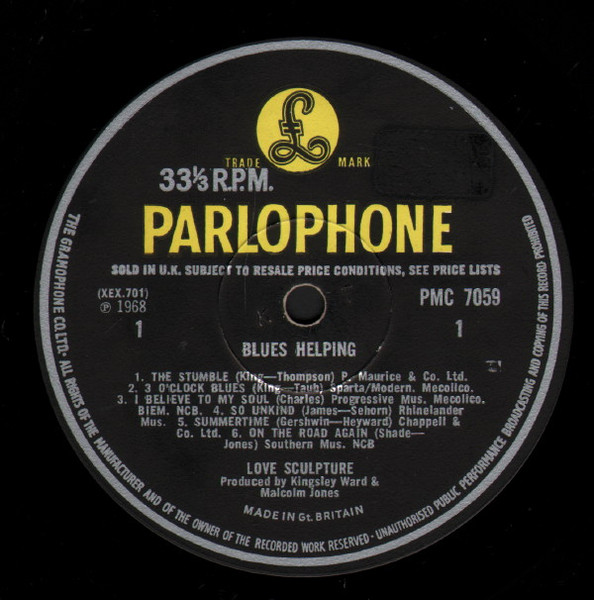 £
TRADE MARK
33⅓ R.P.M.
PARLOPHONE
SOLD IN U.K. SUBJECT TO RESALE PRICE CONDITIONS, SEE PRICE LISTS
(XEX.701)
℗ 1968
1
PMC 7059
1
BLUES HELPING
1. THE STUMBLE (King—Thompson) P. Maurice & Co. Ltd.
2. 3 O'CLOCK BLUES (King—Taub) Sparta/Modern. Mecolico.
3. I BELIEVE TO MY SOUL (Charles) Progressive Mus. Mecolico.
BIEM. NCB. 4. SO UNKIND (James—Sehorn) Rhinelander
Mus. 5. SUMMERTIME (Gershwin—Heyward) Chappell &
Co. Ltd. 6. ON THE ROAD AGAIN (Shade—
Jones) Southern Mus. NCB
LOVE SCULPTURE
Produced by Kingsley Ward &
Malcolm Jones
MADE IN Gt. BRITAIN
THE GRAMOPHONE CO. LTD. · ALL RIGHTS OF THE MANUFACTURER AND OF THE OWNER OF THE RECORDED WORK RESERVED · UNAUTHORISED PUBLIC PERFORMANCE BROADCASTING AND COPYING OF THIS RECORD PROHIBITED